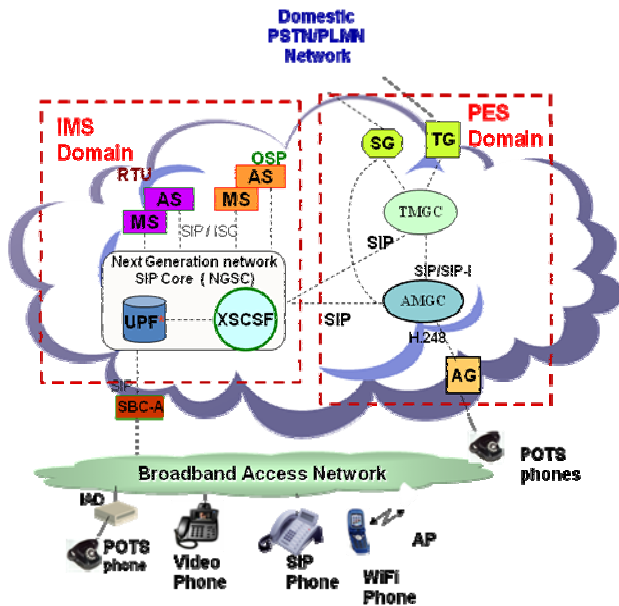 Domestic
PSTN/PLMN
Network
IMS
Domain
PES
Domain
RTU
OSP
AS
MS
AS
MS
SG
TG
SIP / ISC
TMGC
Next Generation network
SIP Core ( NGSC)
SIP
SIP/SIP-I
UPF*
XSCSF
AMGC
SIP
H.248
SIP
SBC-A
AG
Broadband Access Network
POTS
phones
IAD
POTS
phone
Video
Phone
SIP
Phone
WiFi
Phone
AP